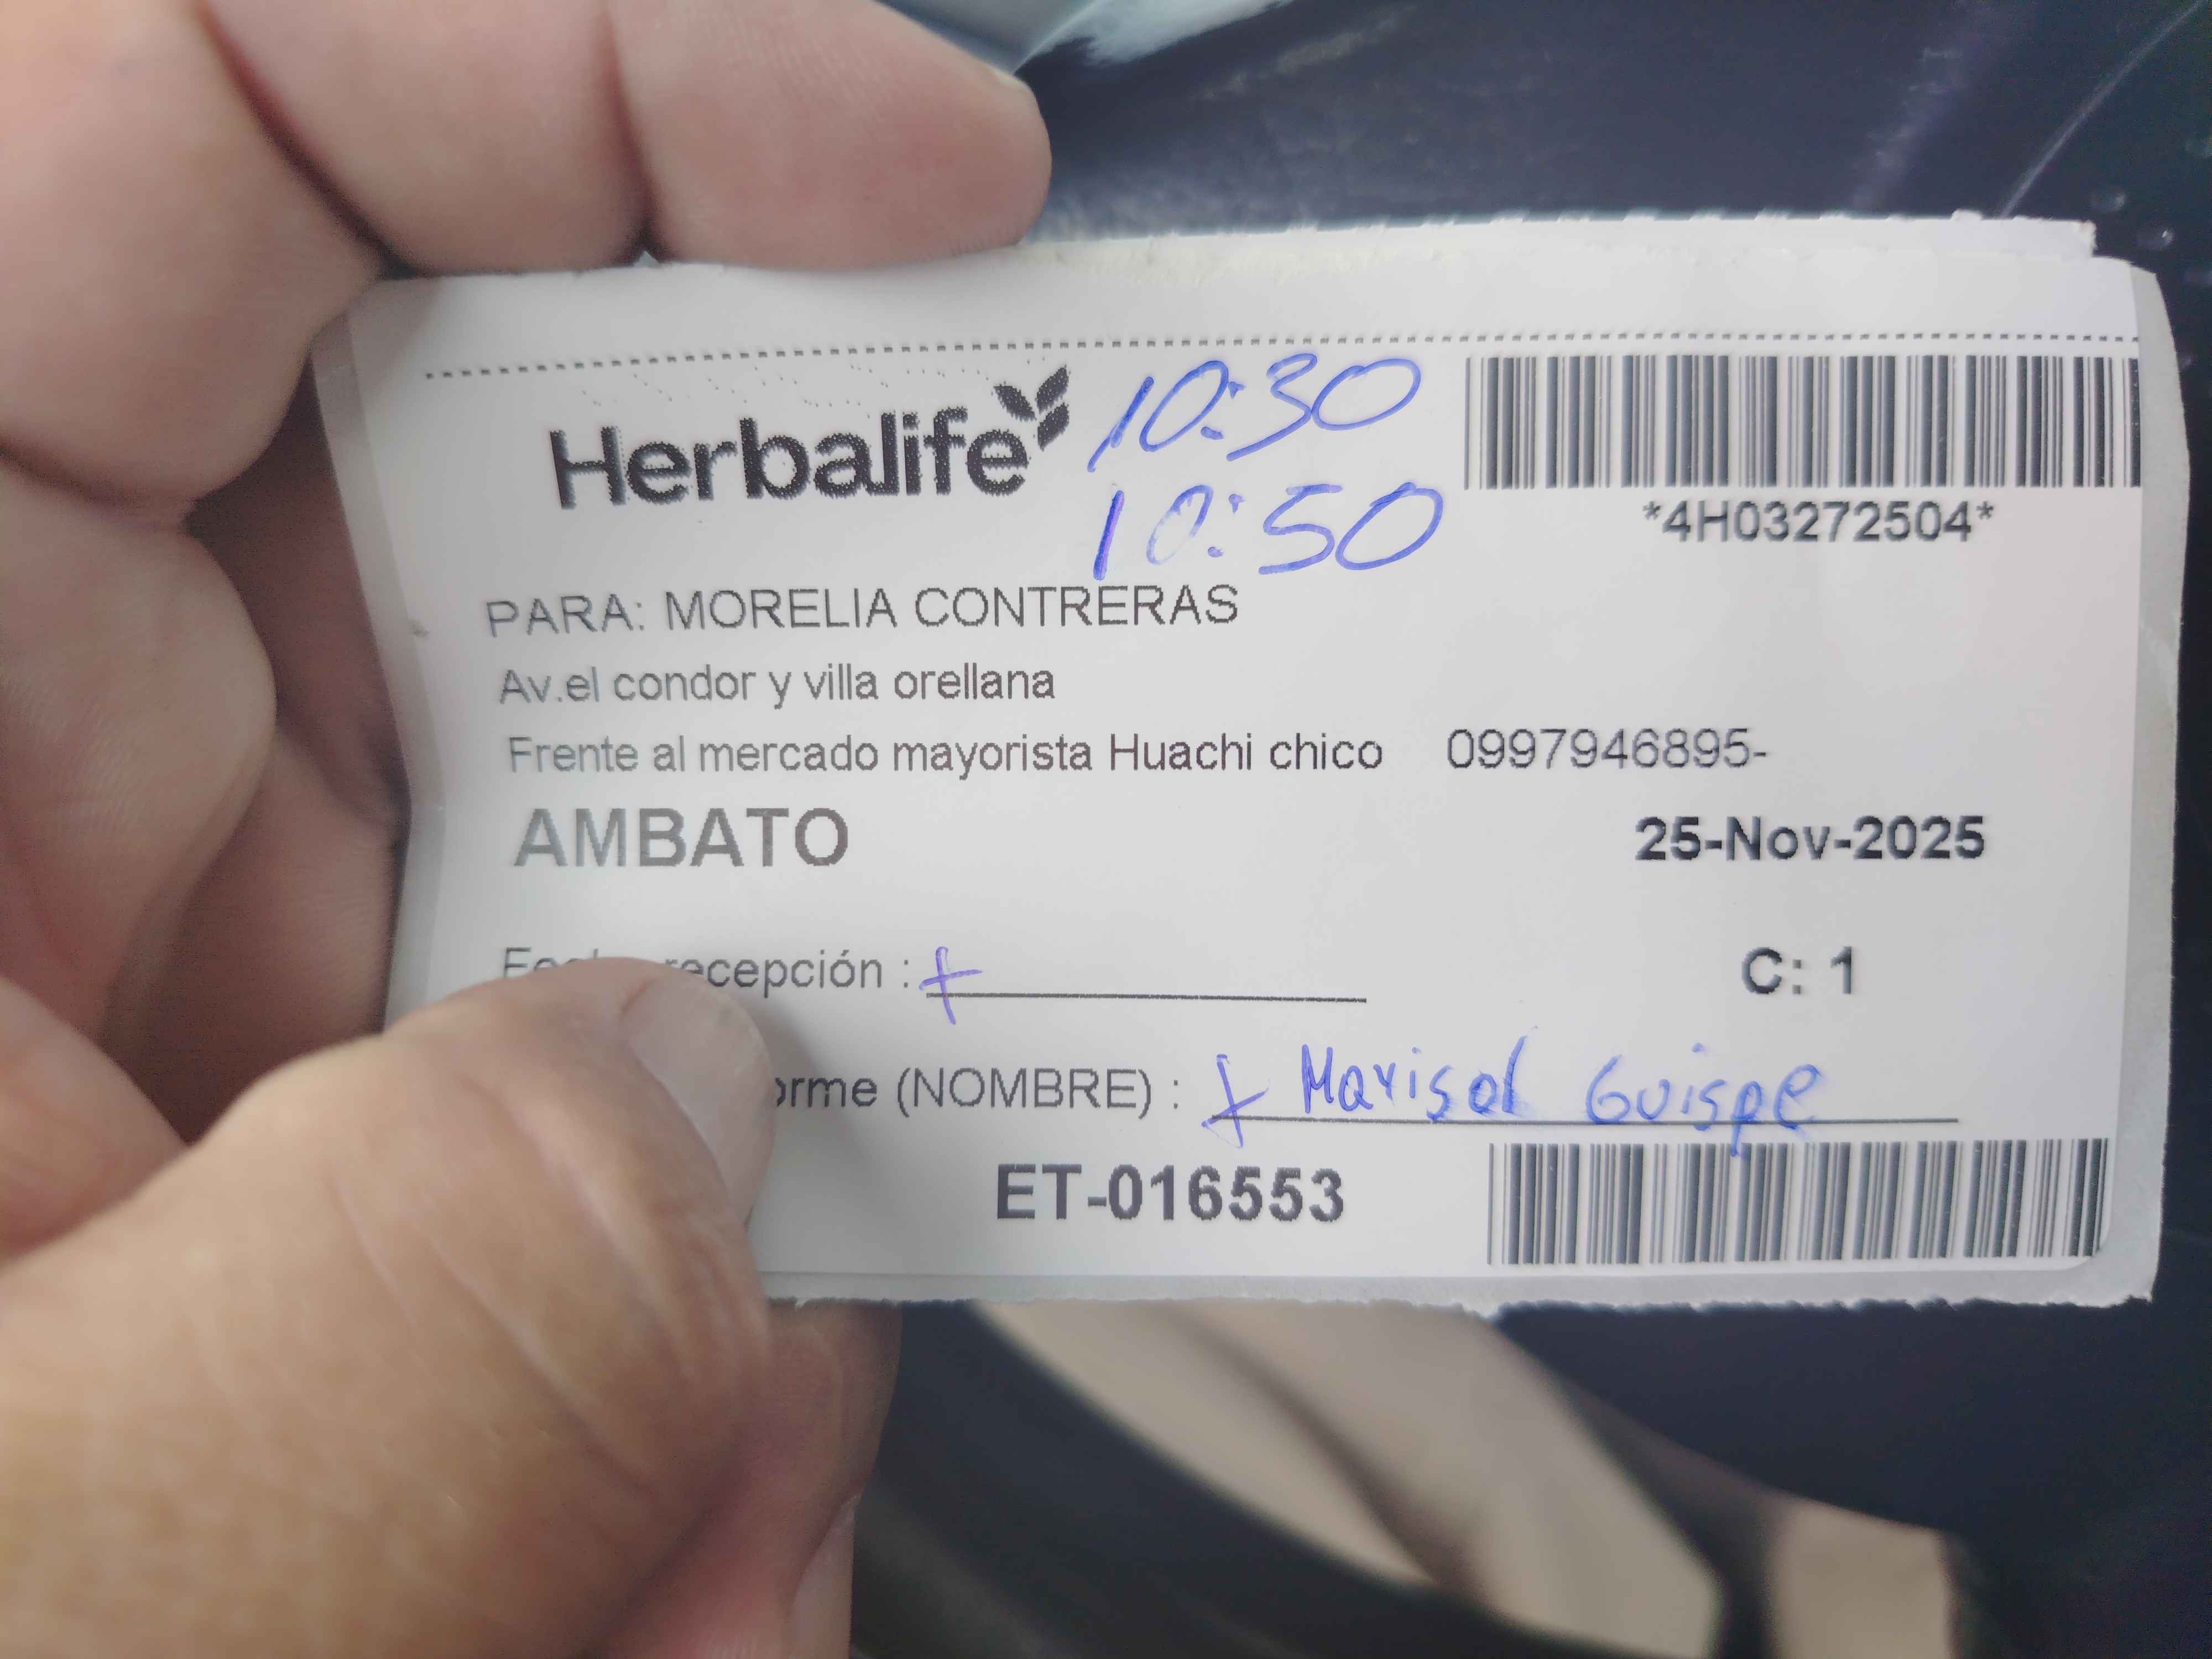 Herbalife
10:30
10:50
*4H03272504*
PARA: MORELIA CONTRERAS
Av.el condor y villa orellana
Frente al mercado mayorista Huachi chico 0997946895-
AMBATO 25-Nov-2025
recepción : + C: 1
(NOMBRE) : + Marisol Guispe
ET-016553